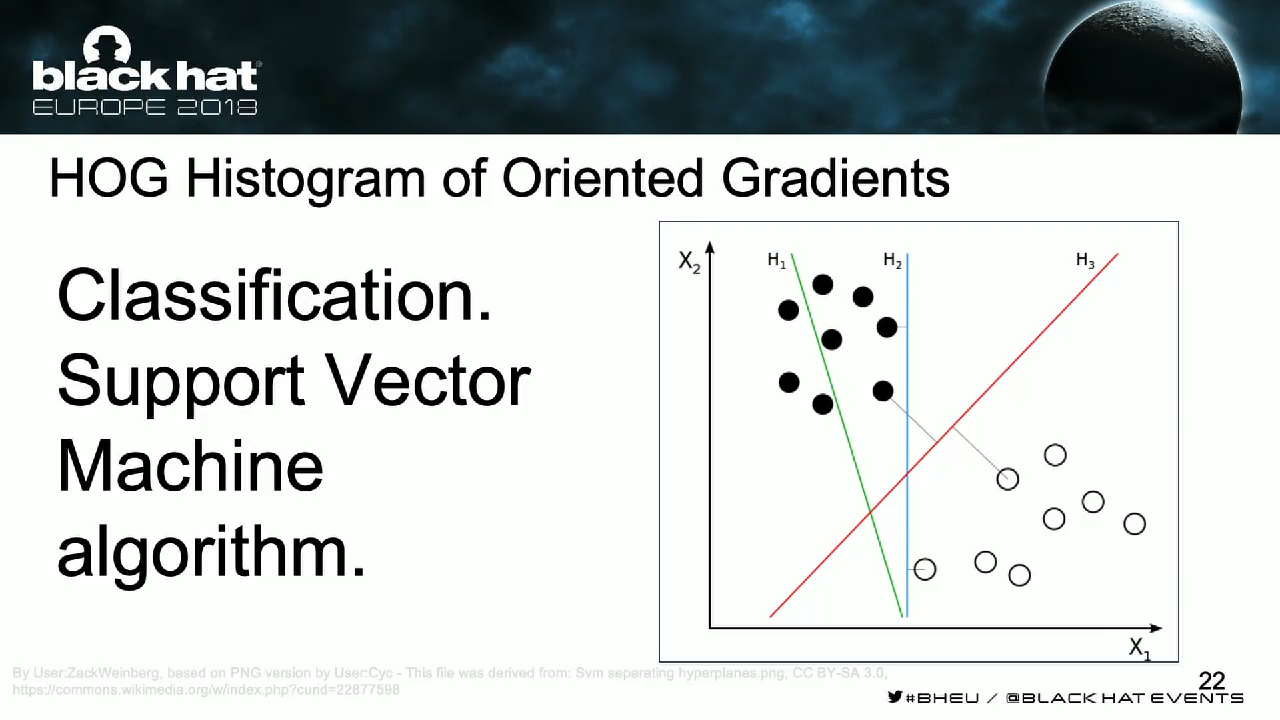 black hat®
EUROPE 2018
HOG Histogram of Oriented Gradients
Classification.
Support Vector
Machine
algorithm.
X₂
H₁
H₂
H₃
X₁
By User:ZackWeinberg, based on PNG version by User:Cyc - This file was derived from: Svm separating hyperplanes.png, CC BY-SA 3.0,
https://commons.wikimedia.org/w/index.php?curid=22877598
22
#BHEU / @BLACK HAT EVENTS